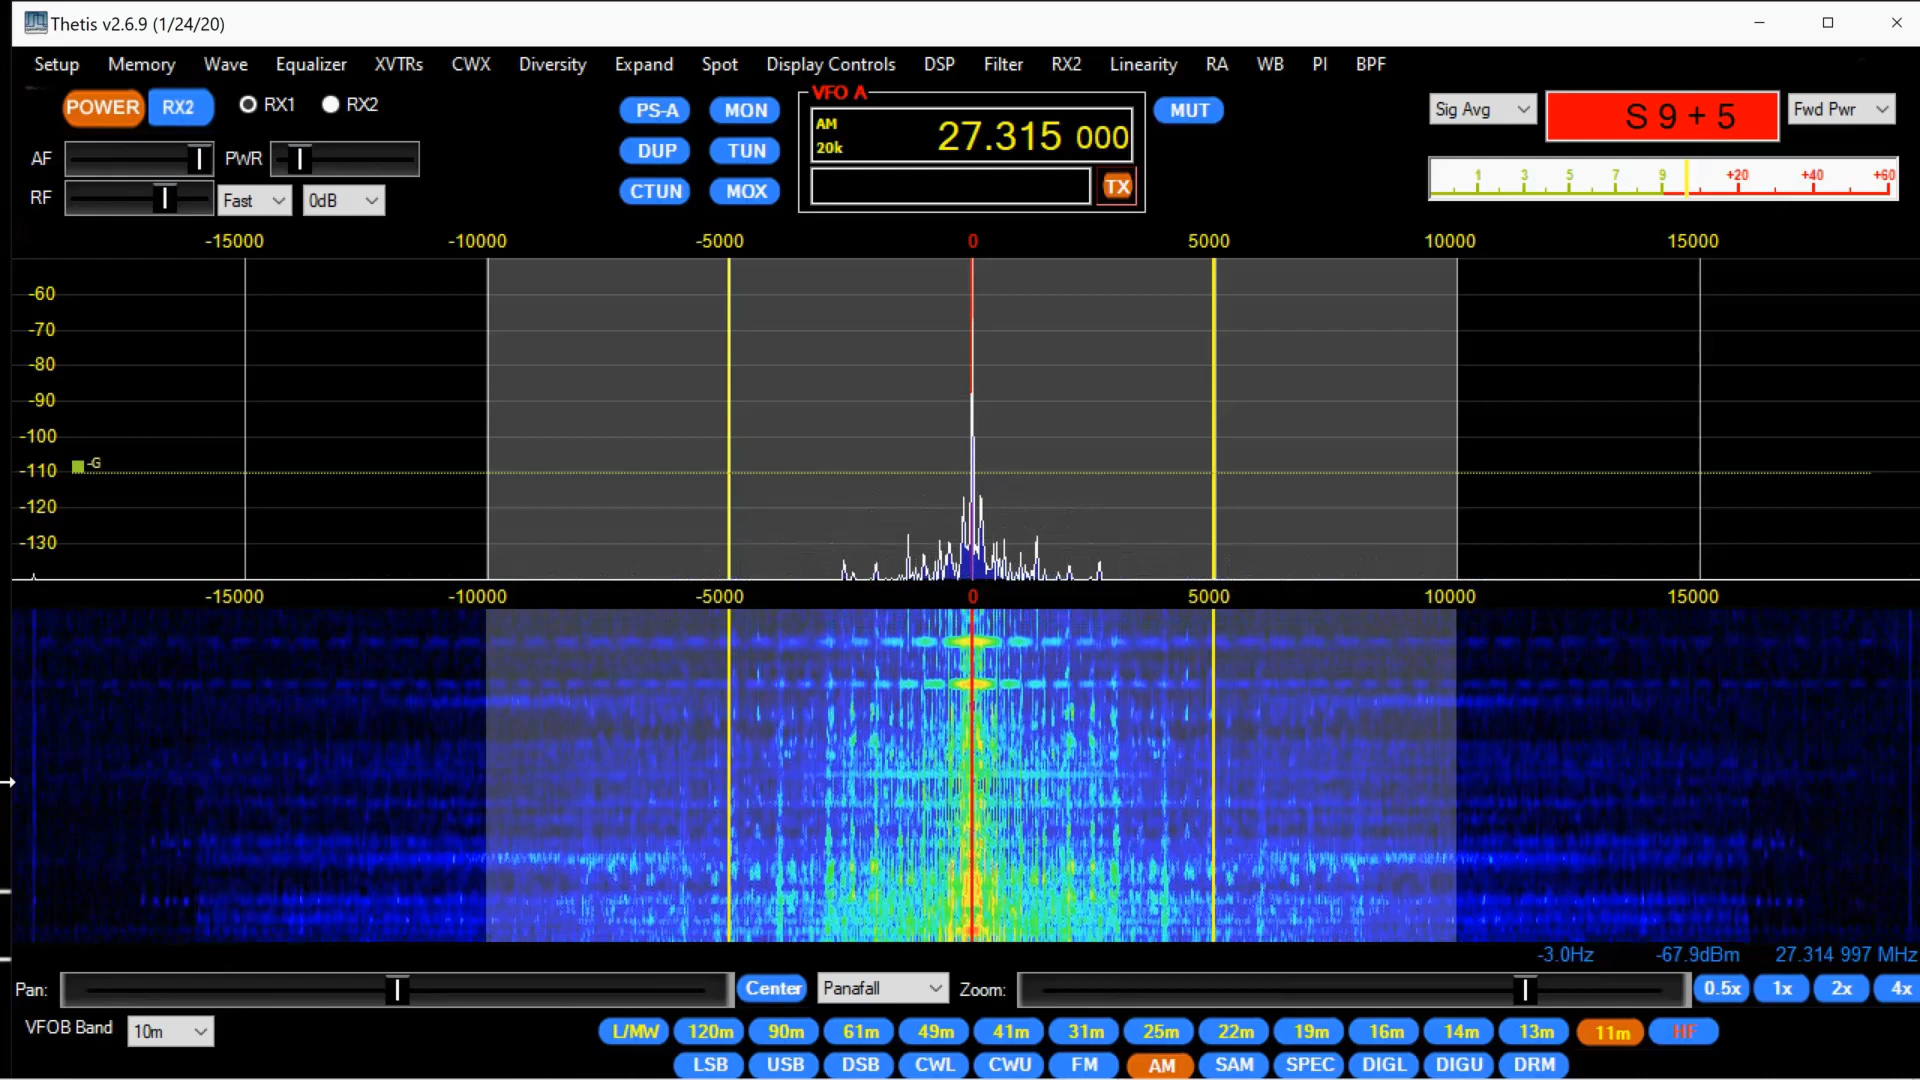 Thetis v2.6.9 (1/24/20)
Setup Memory Wave Equalizer XVTRs CWX Diversity Expand Spot Display Controls DSP Filter RX2 Linearity RA WB PI BPF
POWER RX2 RX1 RX2
AF PWR
RF Fast 0dB
PS-A MON
DUP TUN
CTUN MOX
VFO A
AM 27.315 000
20k
TX
MUT
Sig Avg S 9 + 5 Fwd Pwr
1 3 5 7 9 +20 +40 +60
-15000 -10000 -5000 0 5000 10000 15000
-60
-70
-80
-90
-100
-110 -G
-120
-130
-15000 -10000 -5000 0 5000 10000 15000
-3.0Hz -67.9dBm 27.314 997 MHz
Pan: Center Panafall Zoom: 0.5x 1x 2x 4x
VFOB Band 10m L/MW 120m 90m 61m 49m 41m 31m 25m 22m 19m 16m 14m 13m 11m HF
LSB USB DSB CWL CWU FM AM SAM SPEC DIGL DIGU DRM